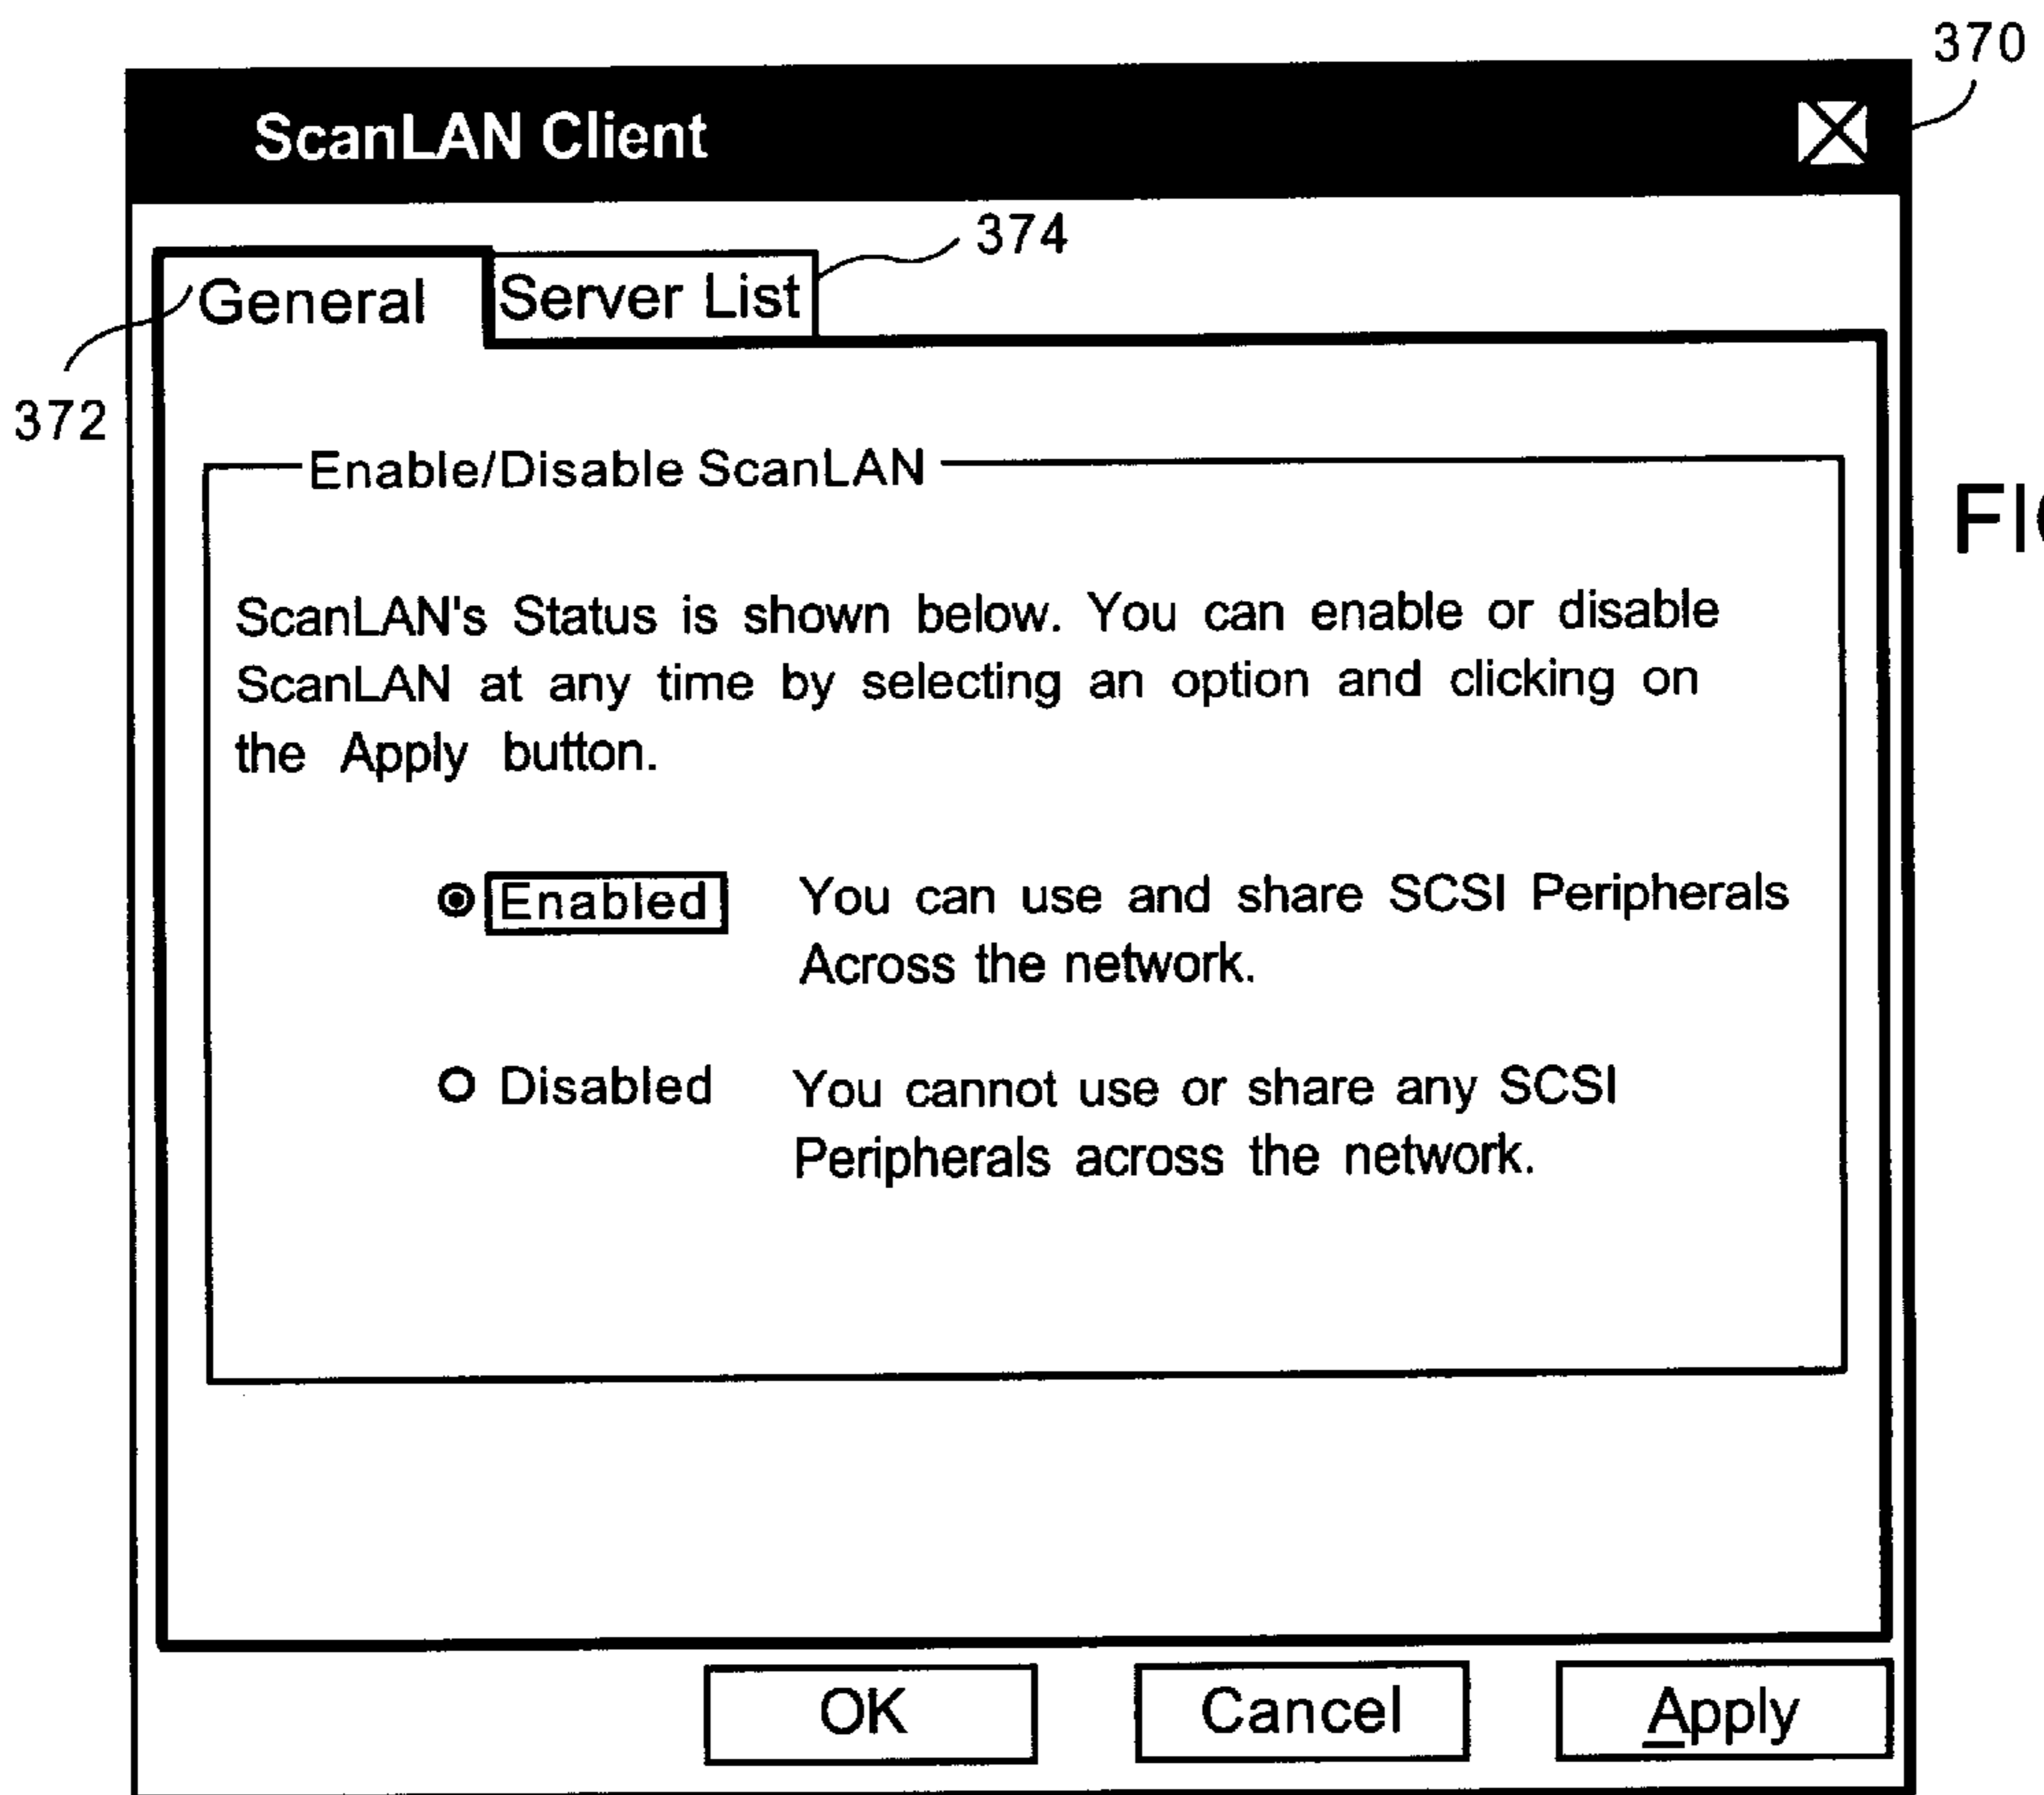 370
ScanLAN Client
374
General
Server List
372
Enable/Disable ScanLAN
ScanLAN's Status is shown below. You can enable or disable
ScanLAN at any time by selecting an option and clicking on
the Apply button.
Enabled
You can use and share SCSI Peripherals
Across the network.
Disabled
You cannot use or share any SCSI
Peripherals across the network.
OK
Cancel
Apply